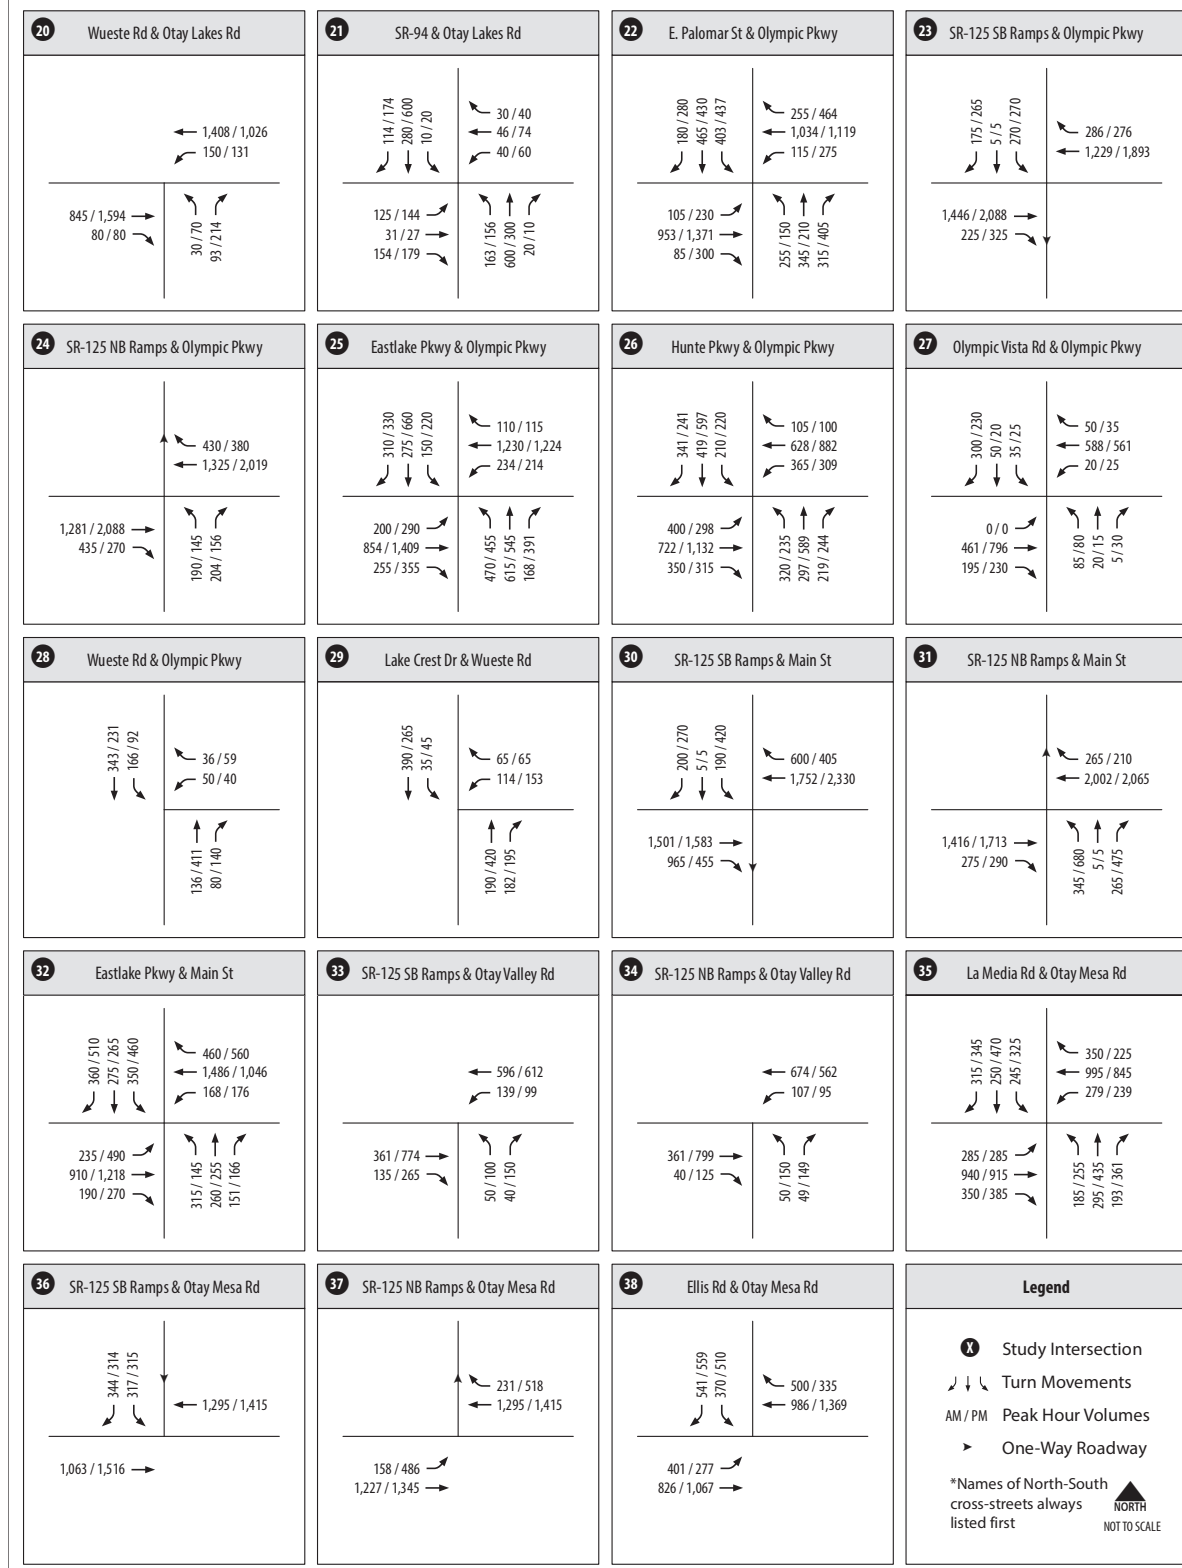 20 Wueste Rd & Otay Lakes Rd
1,408 / 1,026
150 / 131
845 / 1,594
80 / 80
30 / 70
93 / 214
21 SR-94 & Otay Lakes Rd
114 / 174
280 / 600
10 / 20
30 / 40
46 / 74
40 / 60
125 / 144
31 / 27
154 / 179
163 / 156
600 / 300
20 / 10
22 E. Palomar St & Olympic Pkwy
180 / 280
465 / 430
403 / 437
255 / 464
1,034 / 1,119
115 / 275
105 / 230
953 / 1,371
85 / 300
255 / 150
345 / 210
315 / 405
23 SR-125 SB Ramps & Olympic Pkwy
175 / 265
5 / 5
270 / 270
286 / 276
1,229 / 1,893
1,446 / 2,088
225 / 325
24 SR-125 NB Ramps & Olympic Pkwy
430 / 380
1,325 / 2,019
1,281 / 2,088
435 / 270
190 / 145
204 / 156
25 Eastlake Pkwy & Olympic Pkwy
310 / 330
275 / 660
150 / 220
110 / 115
1,230 / 1,224
234 / 214
200 / 290
854 / 1,409
255 / 355
470 / 455
615 / 545
168 / 391
26 Hunte Pkwy & Olympic Pkwy
341 / 241
419 / 597
210 / 220
105 / 100
628 / 882
365 / 309
400 / 298
722 / 1,132
350 / 315
320 / 235
297 / 589
219 / 244
27 Olympic Vista Rd & Olympic Pkwy
300 / 230
50 / 20
35 / 25
50 / 35
588 / 561
20 / 25
0 / 0
461 / 796
195 / 230
85 / 80
20 / 15
5 / 30
28 Wueste Rd & Olympic Pkwy
343 / 231
166 / 92
36 / 59
50 / 40
136 / 411
80 / 140
29 Lake Crest Dr & Wueste Rd
390 / 265
35 / 45
65 / 65
114 / 153
190 / 420
182 / 195
30 SR-125 SB Ramps & Main St
200 / 270
5 / 5
190 / 420
600 / 405
1,752 / 2,330
1,501 / 1,583
965 / 455
31 SR-125 NB Ramps & Main St
265 / 210
2,002 / 2,065
1,416 / 1,713
275 / 290
345 / 680
5 / 5
265 / 475
32 Eastlake Pkwy & Main St
360 / 510
275 / 265
350 / 460
460 / 560
1,486 / 1,046
168 / 176
235 / 490
910 / 1,218
190 / 270
315 / 145
260 / 255
151 / 166
33 SR-125 SB Ramps & Otay Valley Rd
596 / 612
139 / 99
361 / 774
135 / 265
50 / 100
40 / 150
34 SR-125 NB Ramps & Otay Valley Rd
674 / 562
107 / 95
361 / 799
40 / 125
50 / 150
49 / 149
35 La Media Rd & Otay Mesa Rd
315 / 345
250 / 470
245 / 325
350 / 225
995 / 845
279 / 239
285 / 285
940 / 915
350 / 385
185 / 255
295 / 435
193 / 361
36 SR-125 SB Ramps & Otay Mesa Rd
344 / 314
317 / 315
1,295 / 1,415
1,063 / 1,516
37 SR-125 NB Ramps & Otay Mesa Rd
231 / 518
1,295 / 1,415
158 / 486
1,227 / 1,345
38 Ellis Rd & Otay Mesa Rd
541 / 559
370 / 510
500 / 335
986 / 1,369
401 / 277
826 / 1,067
Legend
X Study Intersection
Turn Movements
AM / PM Peak Hour Volumes
One-Way Roadway
*Names of North-South
cross-streets always
listed first
NORTH
NOT TO SCALE